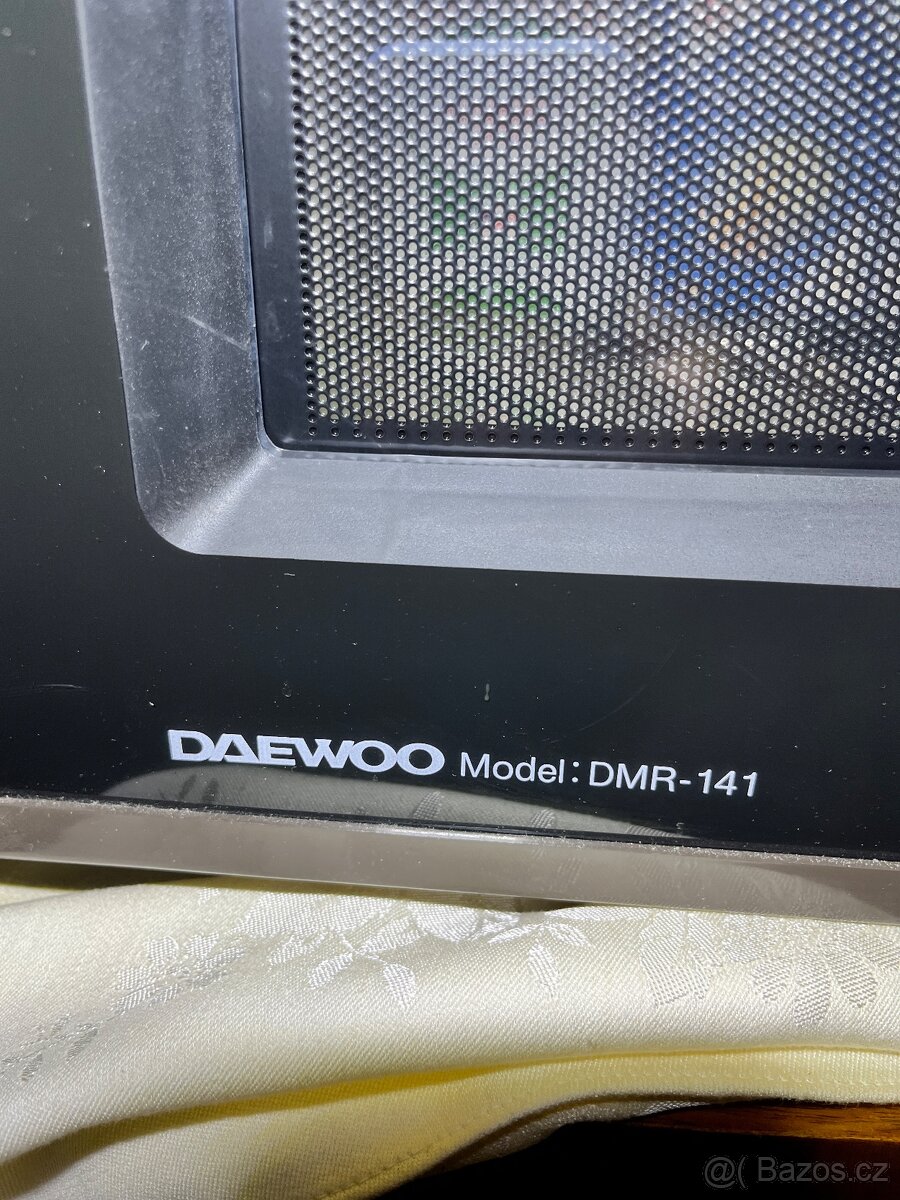 DAEWOO Model: DMR-141
@( Bazos.cz